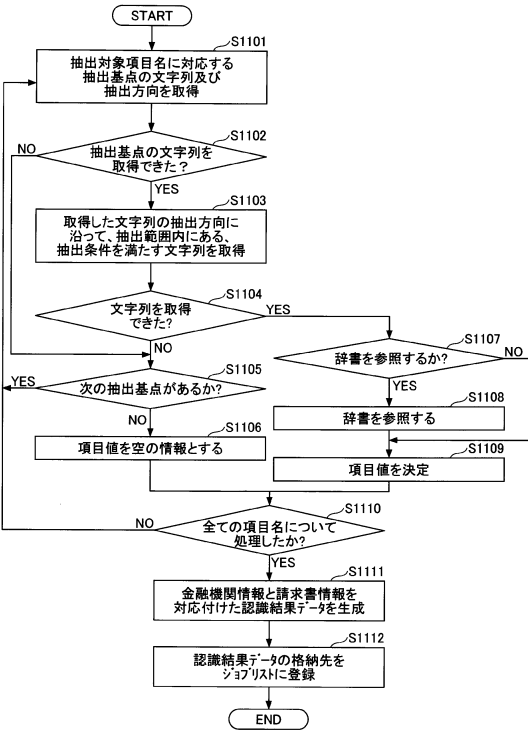 START
S1101
抽出対象項目名に対応する
抽出基点の文字列及び
抽出方向を取得
S1102
抽出基点の文字列を
取得できた？
NO
YES
S1103
取得した文字列の抽出方向に
沿って、抽出範囲内にある、
抽出条件を満たす文字列を取得
S1104
文字列を取得
できた?
YES
NO
S1107
辞書を参照するか?
NO
YES
S1105
次の抽出基点があるか?
YES
NO
S1108
辞書を参照する
S1106
項目値を空の情報とする
S1109
項目値を決定
S1110
全ての項目名について
処理したか?
NO
YES
S1111
金融機関情報と請求書情報を
対応付けた認識結果ﾃﾞｰﾀを生成
S1112
認識結果ﾃﾞｰﾀの格納先を
ｼﾞｮﾌﾞﾘｽﾄに登録
END